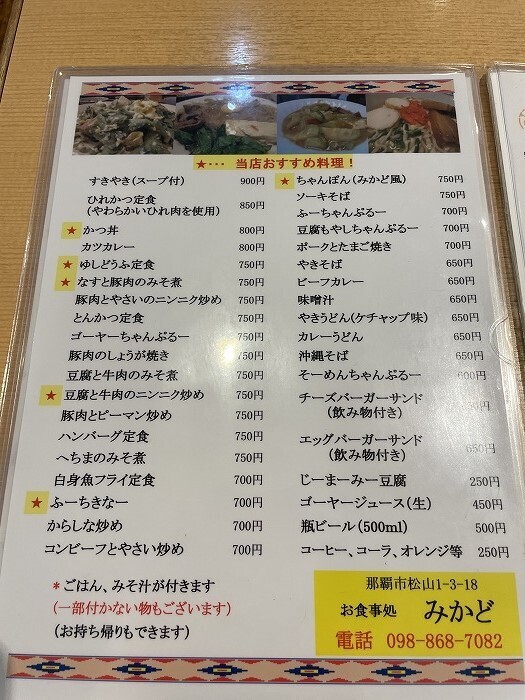 ★･･･ 当店おすすめ料理！
すきやき(スープ付) 900円
ひれかつ定食
(やわらかいひれ肉を使用) 850円
★ かつ丼 800円
カツカレー 800円
★ ゆしどうふ定食 750円
★ なすと豚肉のみそ煮 750円
豚肉とやさいのニンニク炒め 750円
とんかつ定食 750円
ゴーヤーちゃんぷるー 750円
豚肉のしょうが焼き 750円
豆腐と牛肉のみそ煮 750円
★ 豆腐と牛肉のニンニク炒め 750円
豚肉とピーマン炒め 750円
ハンバーグ定食 750円
へちまのみそ煮 750円
白身魚フライ定食 700円
★ ふーちきなー 700円
からしな炒め 700円
コンビーフとやさい炒め 700円
★ ちゃんぽん(みかど風) 750円
ソーキそば 750円
ふーちゃんぷるー 700円
豆腐もやしちゃんぷるー 700円
ポークとたまご焼き 700円
やきそば 650円
ビーフカレー 650円
味噌汁 650円
やきうどん(ケチャップ味) 650円
カレーうどん 650円
沖縄そば 650円
そーめんちゃんぷるー 600円
チーズバーガーサンド
(飲み物付き)
エッグバーガーサンド 650円
(飲み物付き)
じーまーみー豆腐 250円
ゴーヤージュース(生) 450円
瓶ビール(500ml) 500円
コーヒー、コーラ、オレンジ等 250円
＊ごはん、みそ汁が付きます
(一部付かない物もございます)
(お持ち帰りもできます)
那覇市松山1-3-18
お食事処 みかど
電話 098-868-7082